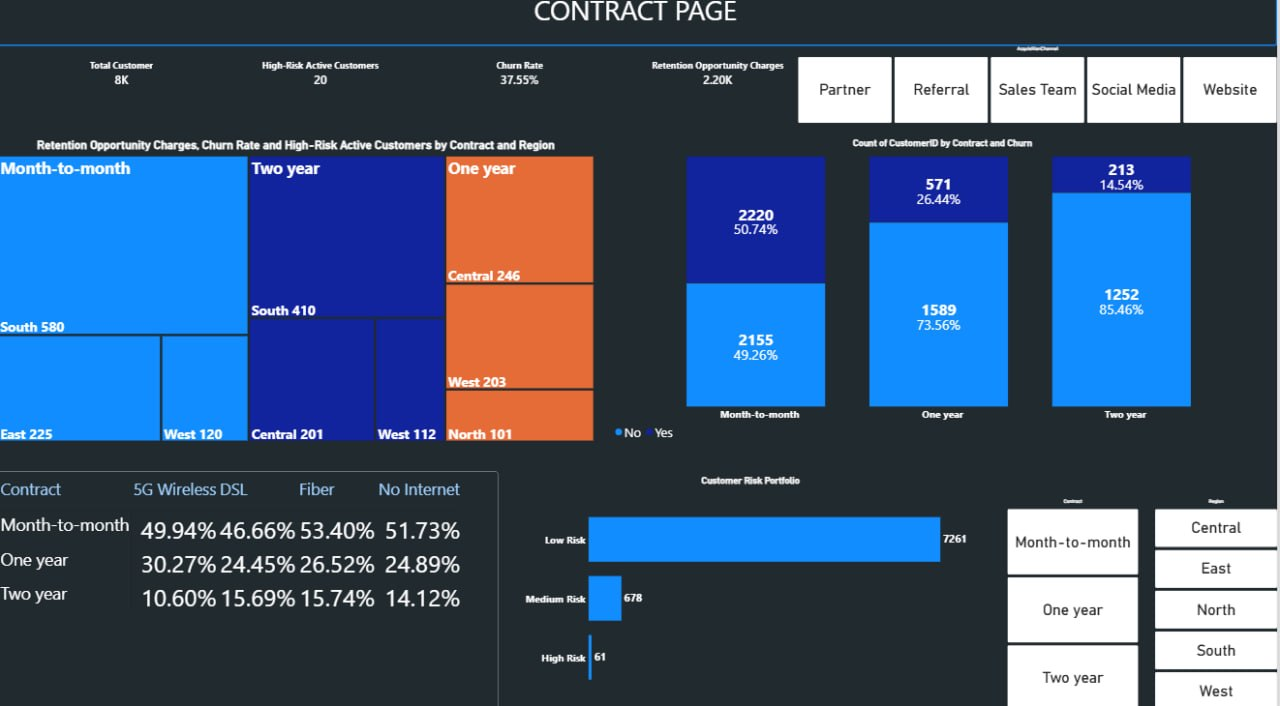 CONTRACT PAGE
Total Customer
8K
High-Risk Active Customers
20
Churn Rate
37.55%
Retention Opportunity Charges
2.20K
AcquisitionChannel
Partner
Referral
Sales Team
Social Media
Website
Retention Opportunity Charges, Churn Rate and High-Risk Active Customers by Contract and Region
Month-to-month
South 580
East 225
West 120
Two year
South 410
Central 201
West 112
One year
Central 246
West 203
North 101
Count of CustomerID by Contract and Churn
2220
50.74%
2155
49.26%
Month-to-month
571
26.44%
1589
73.56%
One year
213
14.54%
1252
85.46%
Two year
No Yes
Contract 5G Wireless DSL Fiber No Internet
Month-to-month 49.94% 46.66% 53.40% 51.73%
One year 30.27% 24.45% 26.52% 24.89%
Two year 10.60% 15.69% 15.74% 14.12%
Customer Risk Portfolio
Low Risk 7261
Medium Risk 678
High Risk 61
Contract
Month-to-month
One year
Two year
Region
Central
East
North
South
West